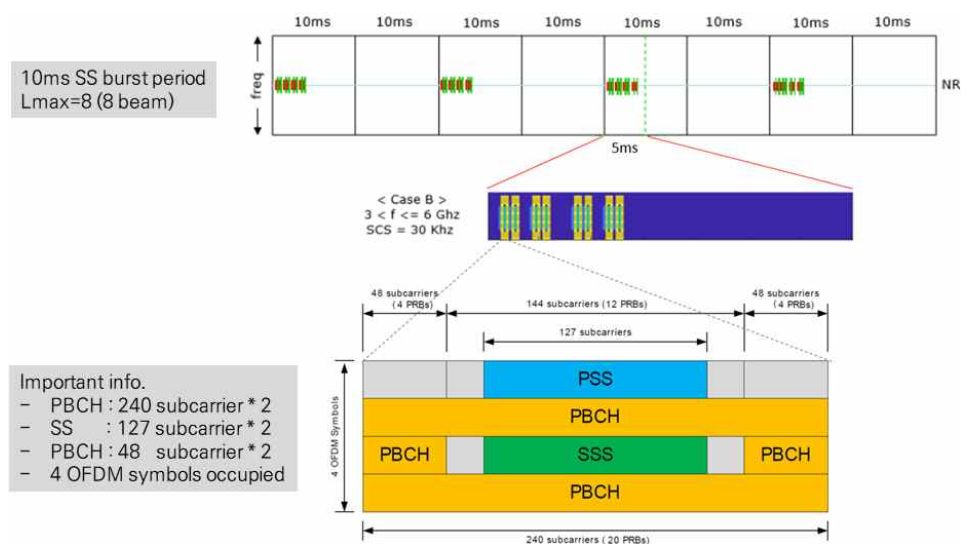 10ms 10ms 10ms 10ms 10ms 10ms 10ms 10ms
10ms SS burst period
Lmax=8 (8 beam)
freq
NR
5ms
< Case B >
3 < f <= 6 Ghz
SCS = 30 Khz
48 subcarriers
(4 PRBs)
144 subcarriers (12 PRBs)
48 subcarriers
(4 PRBs)
127 subcarriers
Important info.
– PBCH : 240 subcarrier * 2
– SS : 127 subcarrier * 2
– PBCH : 48 subcarrier * 2
– 4 OFDM symbols occupied
4 OFDM Symbols
PSS
PBCH
PBCH SSS PBCH
PBCH
240 subcarriers (20 PRBs)